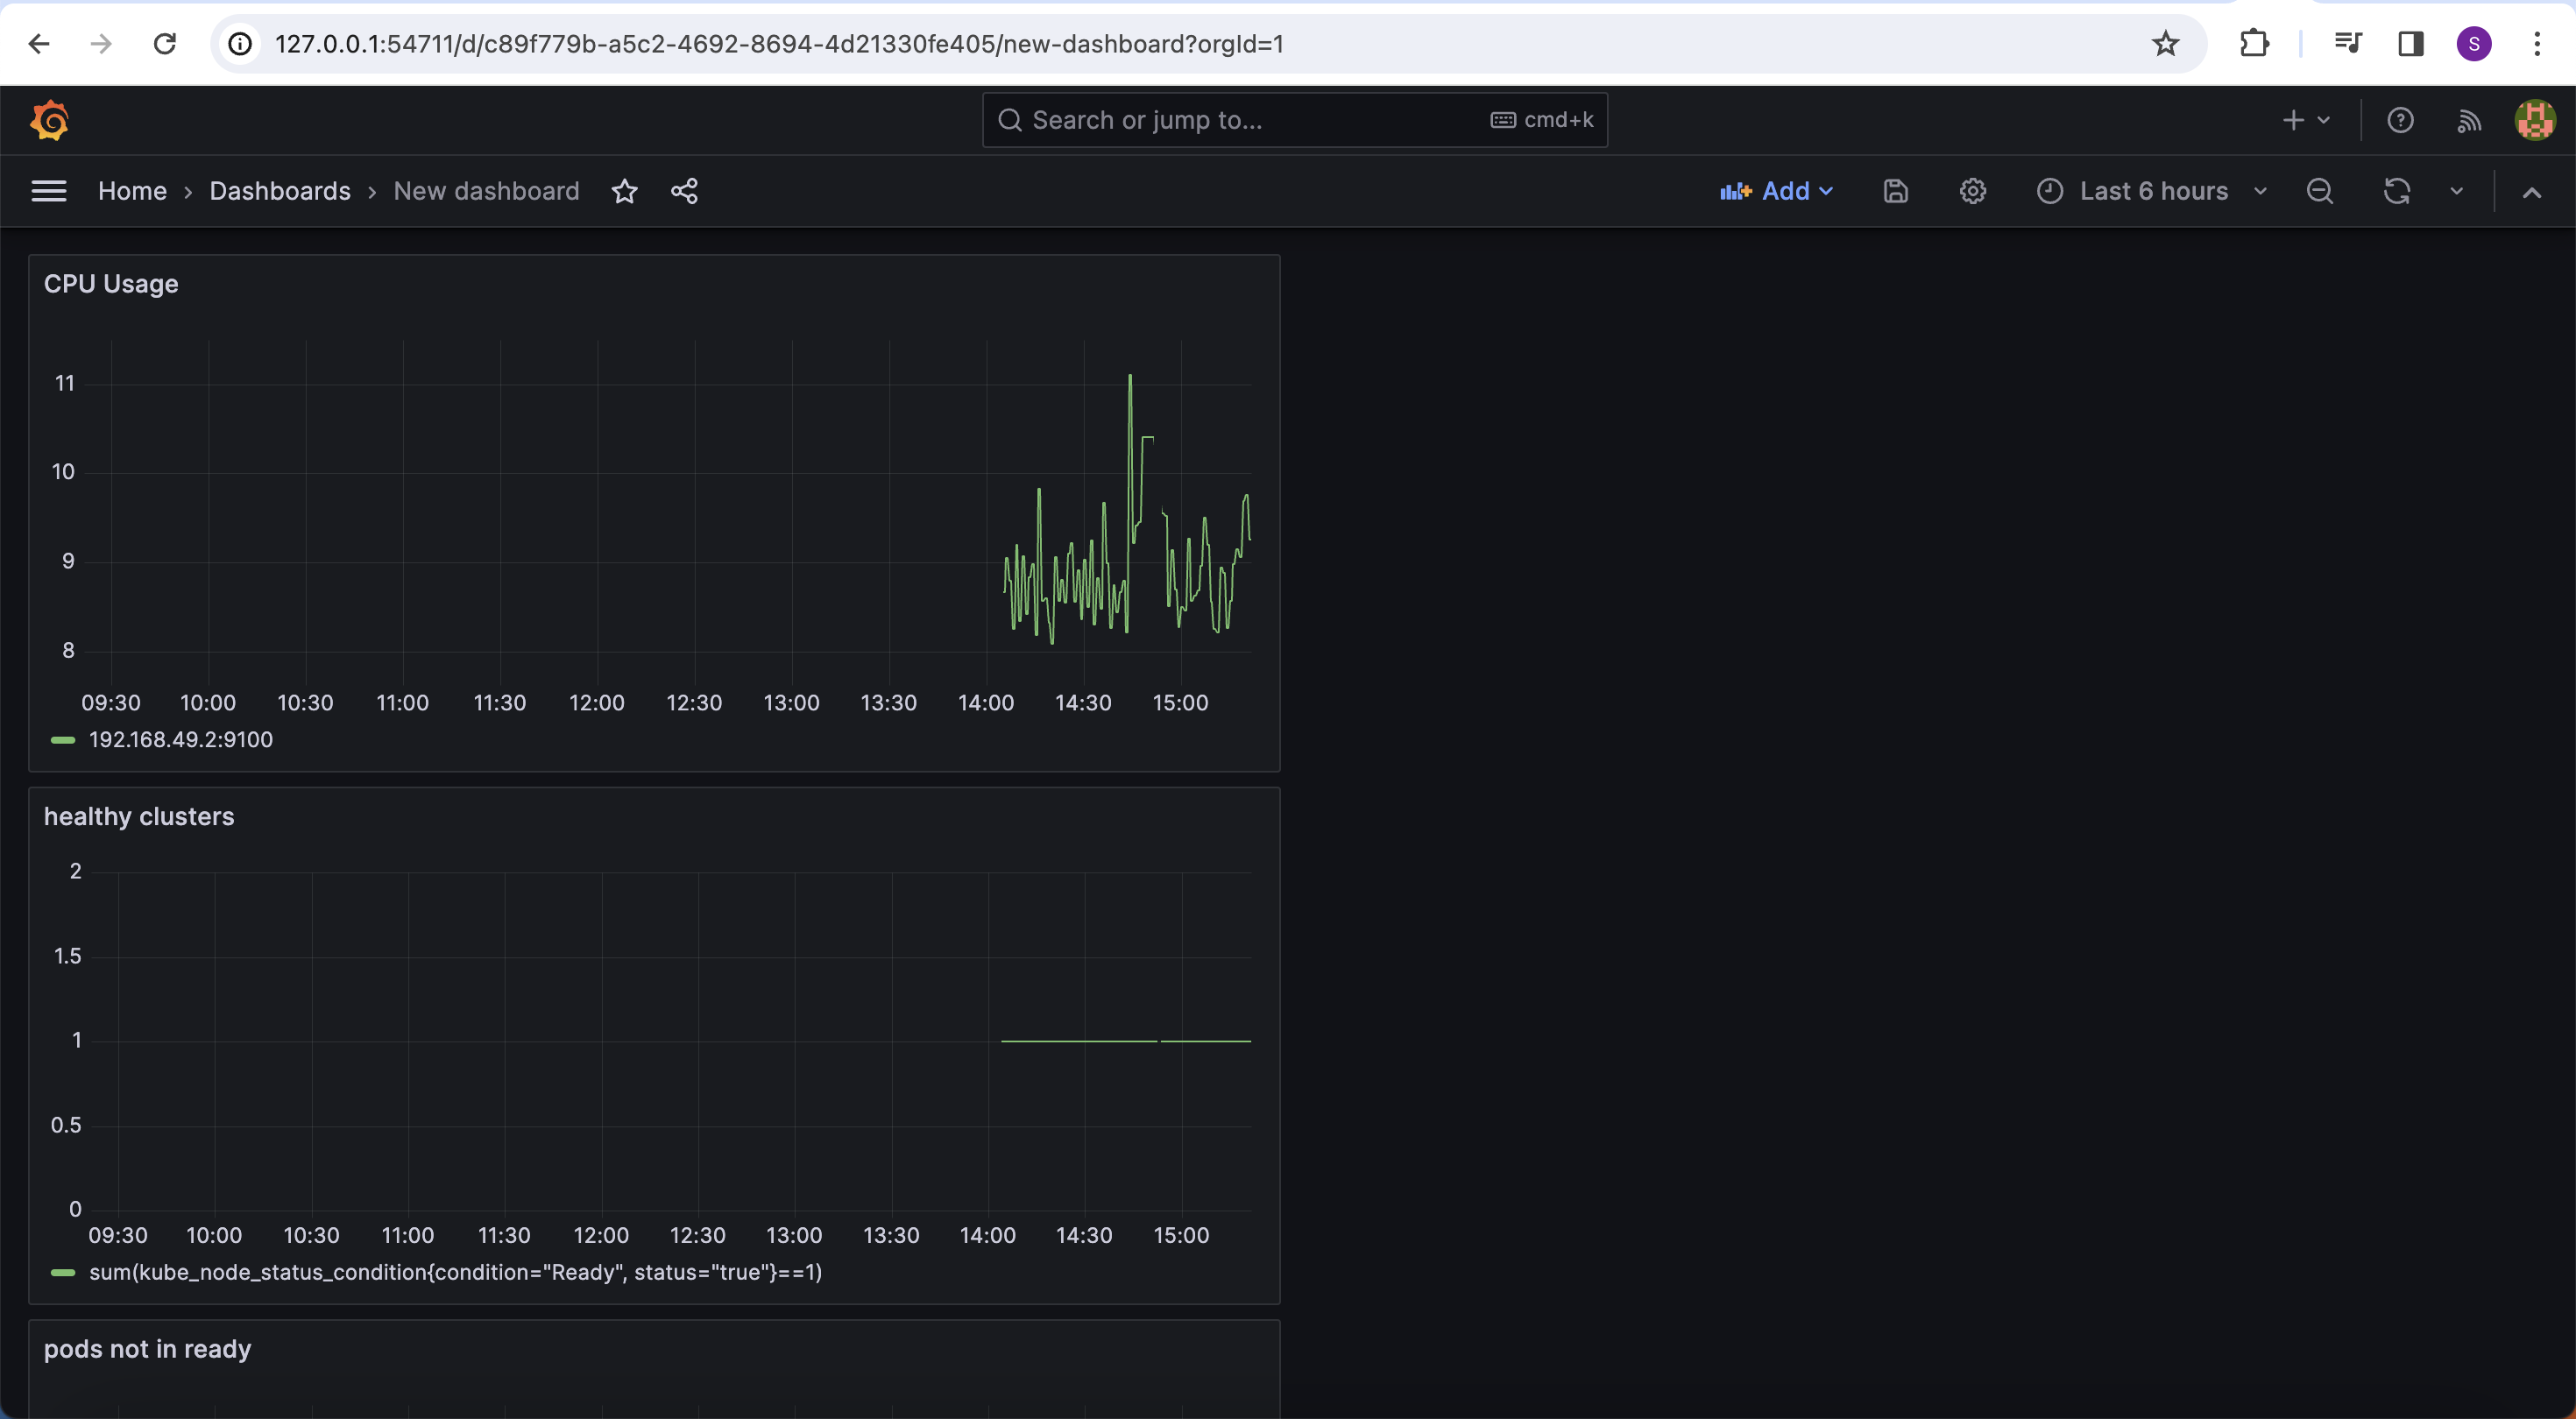 127.0.0.1:54711/d/c89f779b-a5c2-4692-8694-4d21330fe405/new-dashboard?orgId=1
S
Search or jump to...
cmd+k
Home
Dashboards
New dashboard
Add
Last 6 hours
CPU Usage
11
10
9
8
09:30 10:00 10:30 11:00 11:30 12:00 12:30 13:00 13:30 14:00 14:30 15:00
192.168.49.2:9100
healthy clusters
2
1.5
1
0.5
0
09:30 10:00 10:30 11:00 11:30 12:00 12:30 13:00 13:30 14:00 14:30 15:00
sum(kube_node_status_condition{condition="Ready", status="true"}==1)
pods not in ready